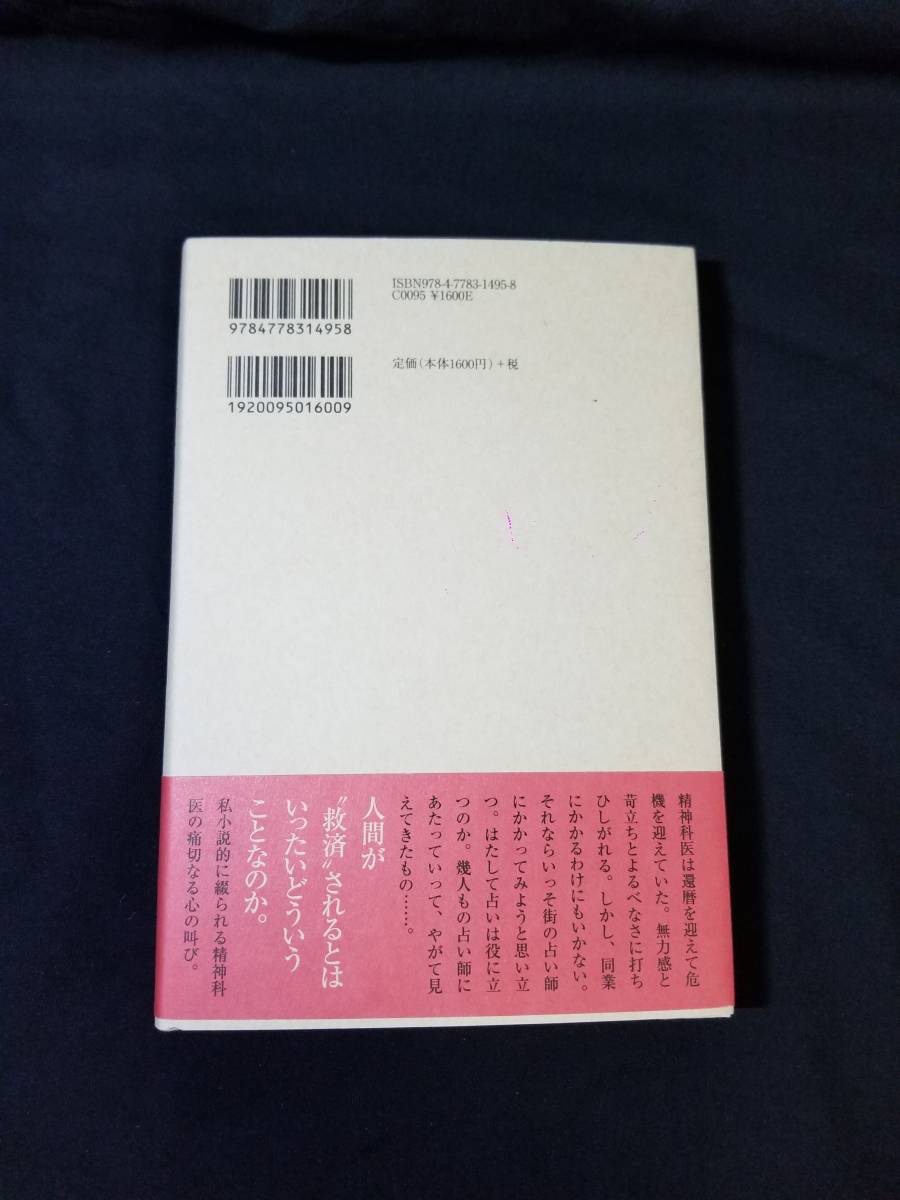 ISBN978-4-7783-1495-8
C0095 ¥1600E
9784778314958
定価(本体1600円)+税
1920095016009
精神科医は還暦を迎えて危
機を迎えていた。無力感と
苛立ちとよるべなさに打ち
ひしがれる。しかし、同業
にかかるわけにもいかない。
それならいっそ街の占い師
にかかってみようと思い立
つ。はたして占いは役に立
つのか。幾人もの占い師に
あたっていって、やがて見
えてきたもの……。
人間が
〝救済〟されるとは
いったいどういう
ことなのか。
私小説的に綴られる精神科
医の痛切なる心の叫び。